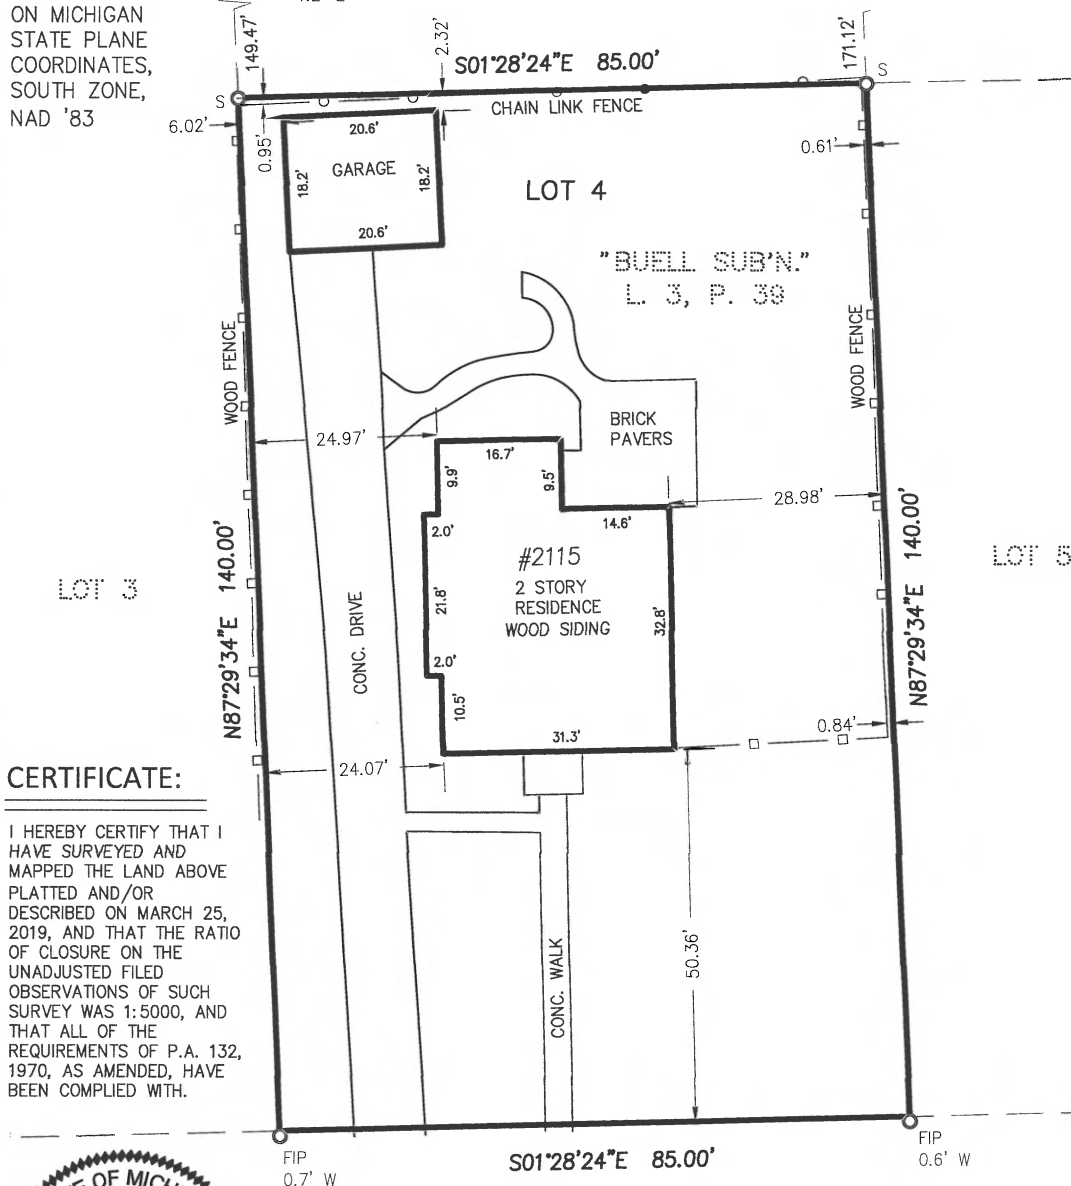 ON MICHIGAN
STATE PLANE
COORDINATES,
SOUTH ZONE,
NAD '83
149.47'
2.32'
171.12'
S01°28'24"E 85.00'
S
S
CHAIN LINK FENCE
6.02'
0.95'
20.6'
GARAGE
18.2'
18.2'
20.6'
0.61'
LOT 4
"BUELL SUB'N."
L. 3, P. 39
WOOD FENCE
WOOD FENCE
BRICK
PAVERS
24.97'
16.7'
9.9'
9.5'
28.98'
14.6'
2.0'
#2115
2 STORY
RESIDENCE
WOOD SIDING
21.8'
32.8'
2.0'
10.5'
31.3'
N87°29'34"E 140.00'
N87°29'34"E 140.00'
LOT 3
LOT 5
CONC. DRIVE
0.84'
24.07'
CERTIFICATE:
I HEREBY CERTIFY THAT I
HAVE SURVEYED AND
MAPPED THE LAND ABOVE
PLATTED AND/OR
DESCRIBED ON MARCH 25,
2019, AND THAT THE RATIO
OF CLOSURE ON THE
UNADJUSTED FILED
OBSERVATIONS OF SUCH
SURVEY WAS 1:5000, AND
THAT ALL OF THE
REQUIREMENTS OF P.A. 132,
1970, AS AMENDED, HAVE
BEEN COMPLIED WITH.
CONC. WALK
50.36'
FIP
0.7' W
S01°28'24"E 85.00'
FIP
0.6' W
OF MICH